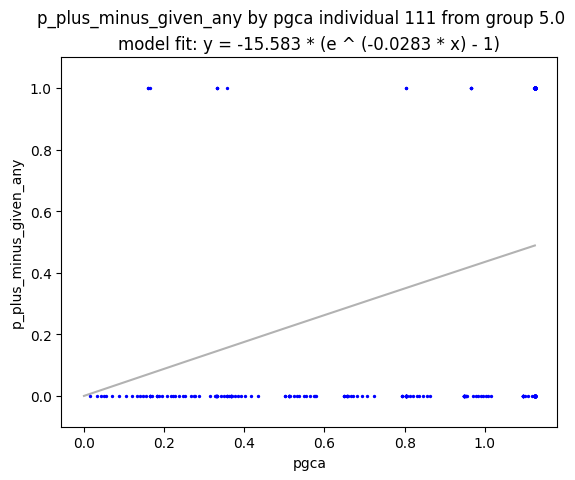 p_plus_minus_given_any by pgca individual 111 from group 5.0
model fit: y = -15.583 * (e ^ (-0.0283 * x) - 1)
1.0
0.8
0.6
0.4
0.2
0.0
p_plus_minus_given_any
0.0 0.2 0.4 0.6 0.8 1.0
pgca